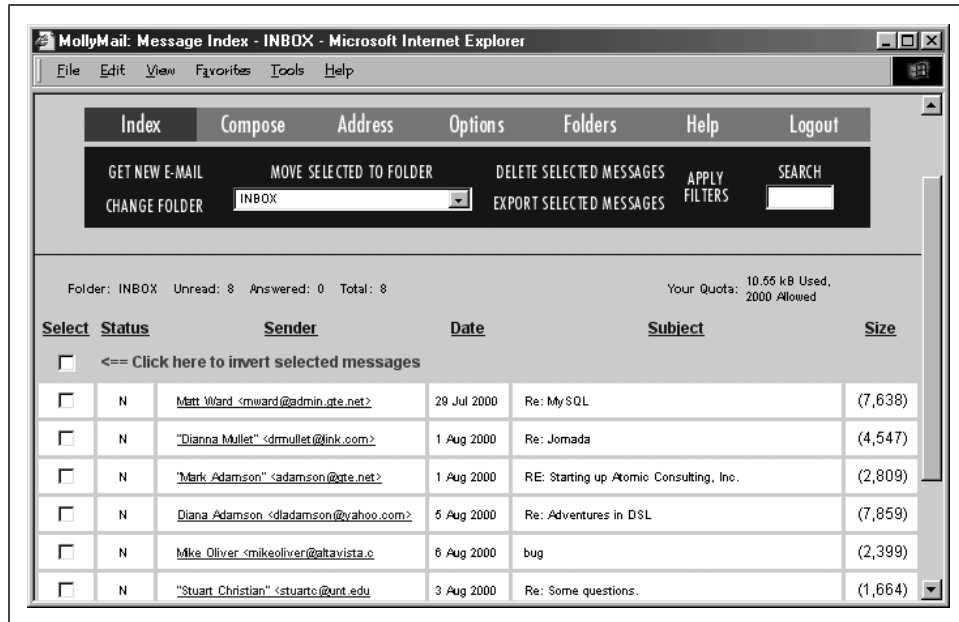 MollyMail: Message Index - INBOX - Microsoft Internet Explorer
File Edit View Favorites Tools Help
Index Compose Address Options Folders Help Logout
GET NEW E-MAIL MOVE SELECTED TO FOLDER DELETE SELECTED MESSAGES APPLY FILTERS SEARCH
CHANGE FOLDER INBOX EXPORT SELECTED MESSAGES
Folder: INBOX Unread: 8 Answered: 0 Total: 8 Your Quota: 10.55 kB Used, 2000 Allowed
Select Status Sender Date Subject Size
<== Click here to invert selected messages
N Matt Ward <mward@admin.gte.net> 29 Jul 2000 Re: MySQL (7,638)
N "Dianna Mullet" <drmullet@link.com> 1 Aug 2000 Re: Jornada (4,547)
N "Mark Adamson" <adamson@gte.net> 1 Aug 2000 RE: Starting up Atomic Consulting, Inc. (2,809)
N Diana Adamson <dladamson@yahoo.com> 5 Aug 2000 Re: Adventures in DSL (7,859)
N Mike Oliver <mikeoliver@altavista.c 6 Aug 2000 bug (2,399)
N "Stuart Christian" <stuartc@unt.edu 3 Aug 2000 Re: Some questions. (1,664)